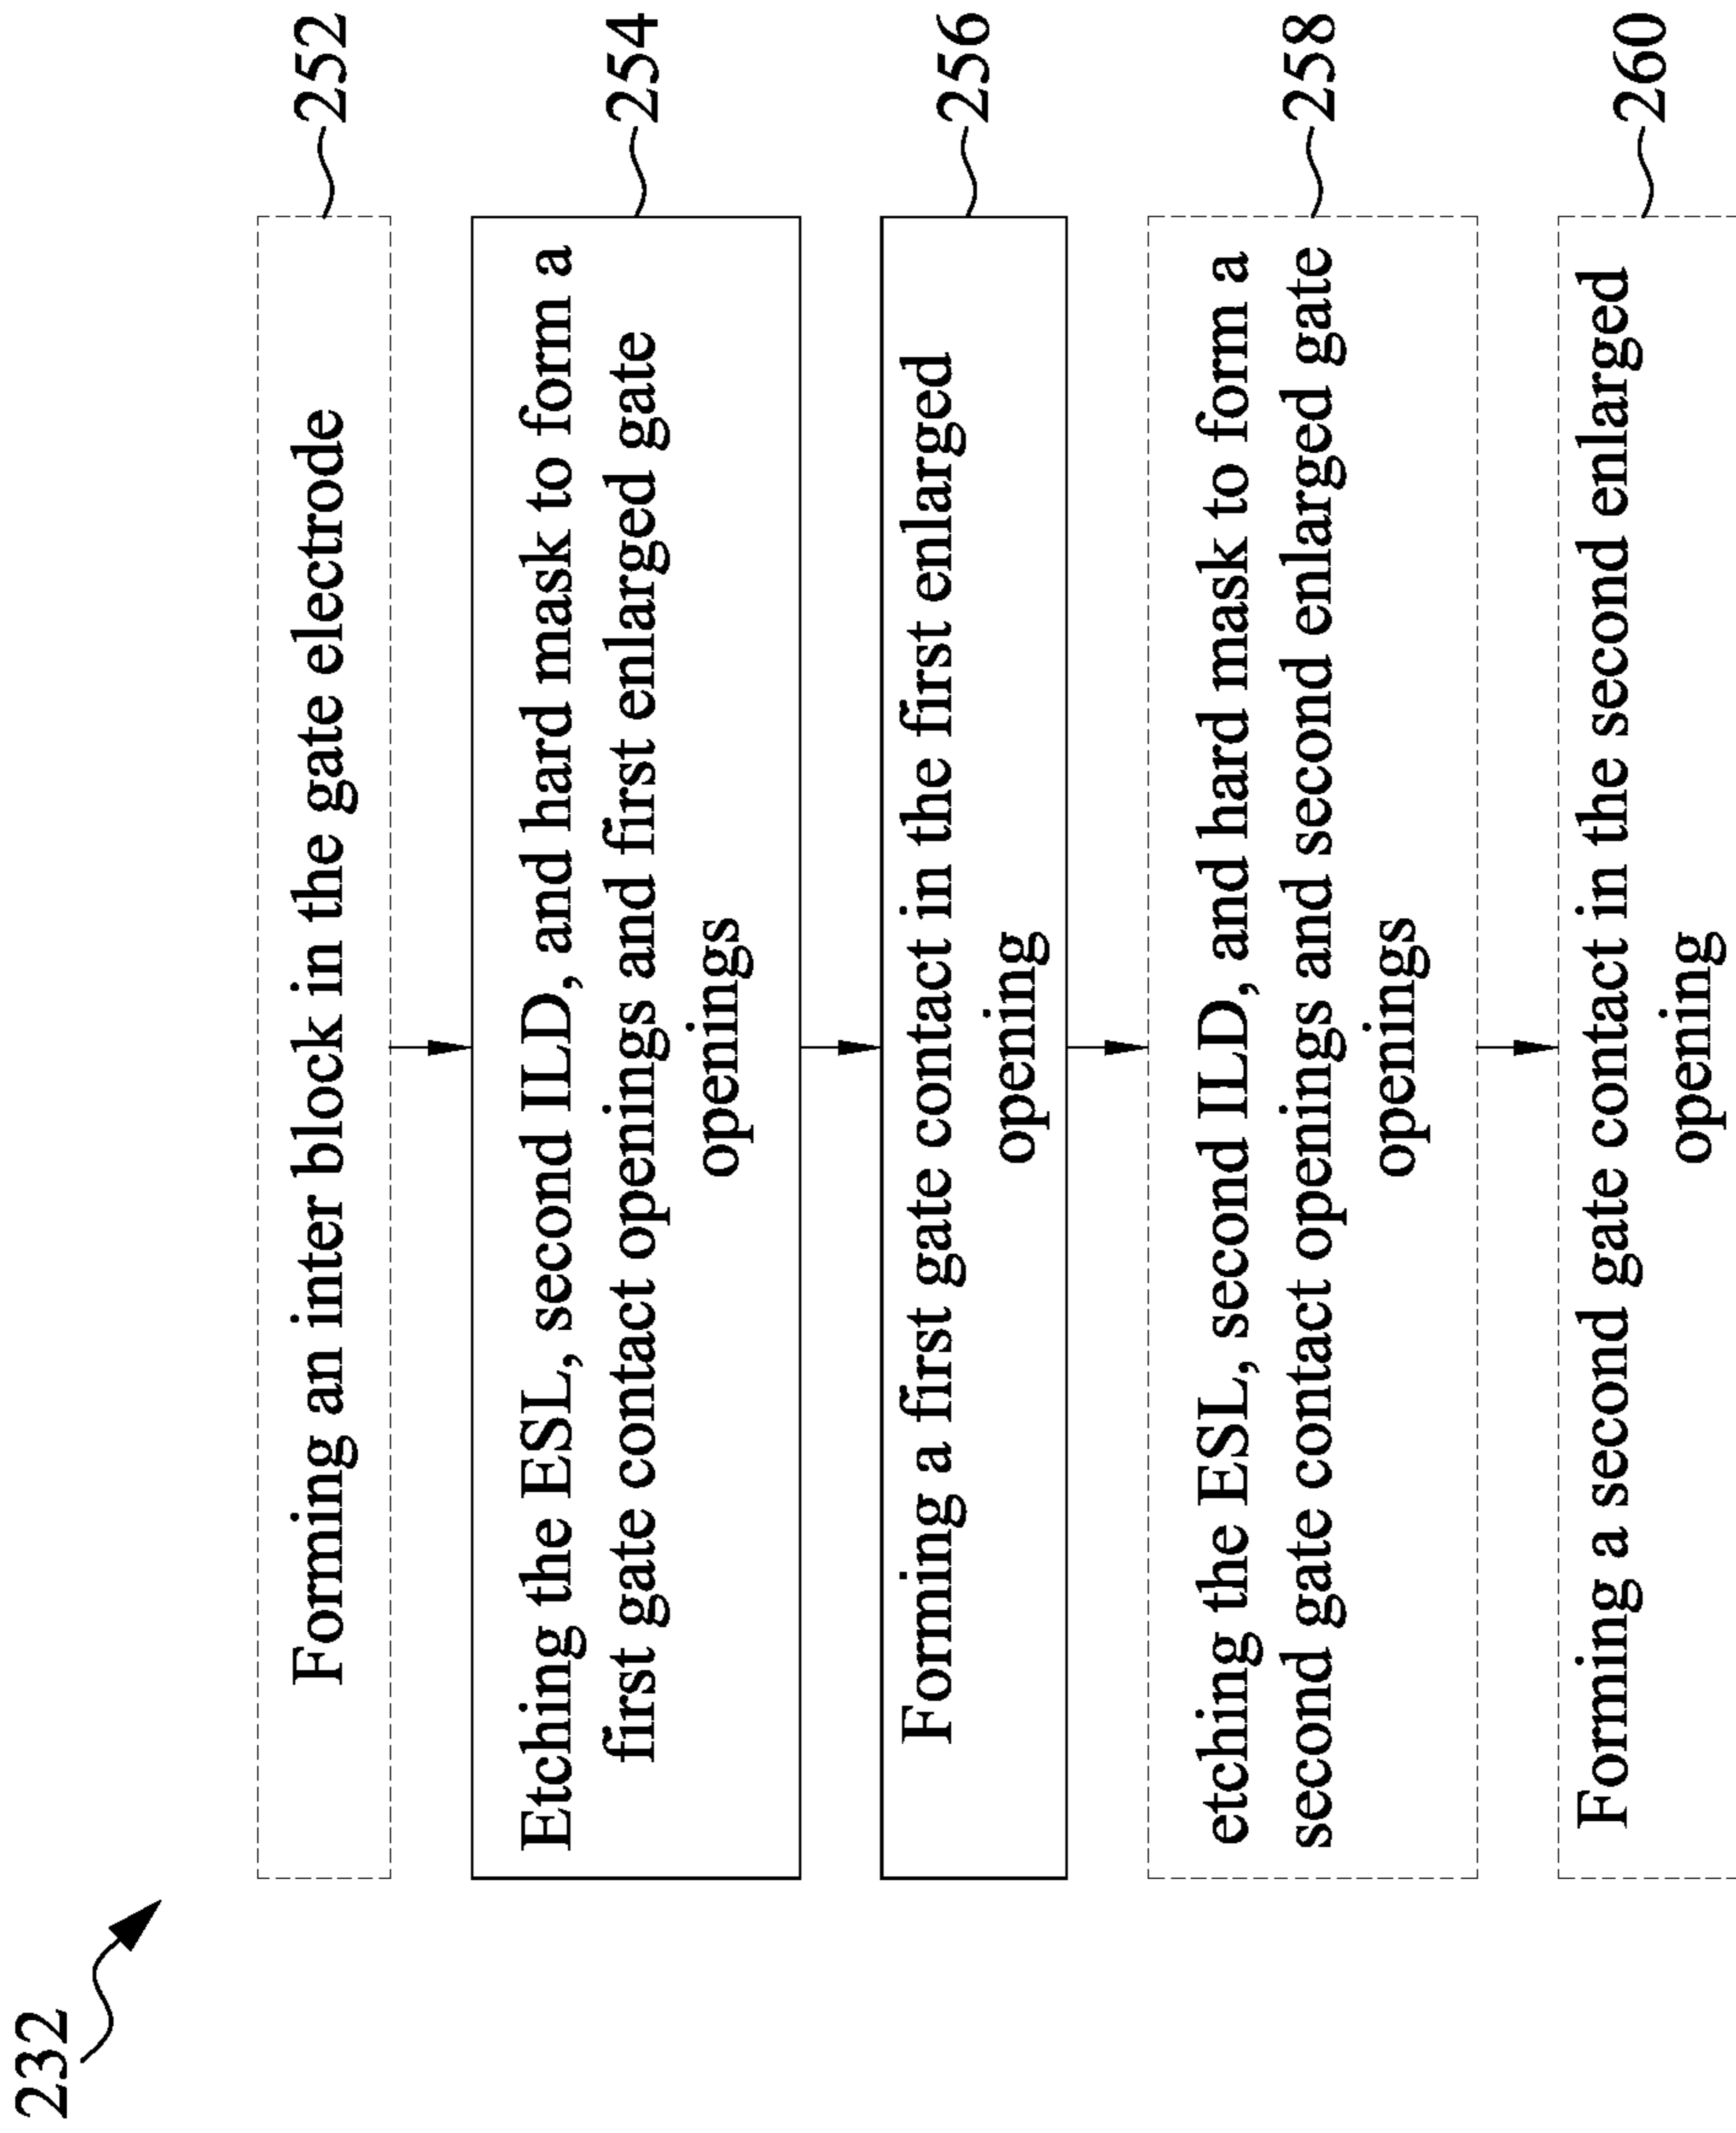 232
Forming an inter block in the gate electrode
252
Etching the ESL, second ILD, and hard mask to form a
first gate contact openings and first enlarged gate
openings
254
Forming a first gate contact in the first enlarged
opening
256
etching the ESL, second ILD, and hard mask to form a
second gate contact openings and second enlarged gate
openings
258
Forming a second gate contact in the second enlarged
opening
260